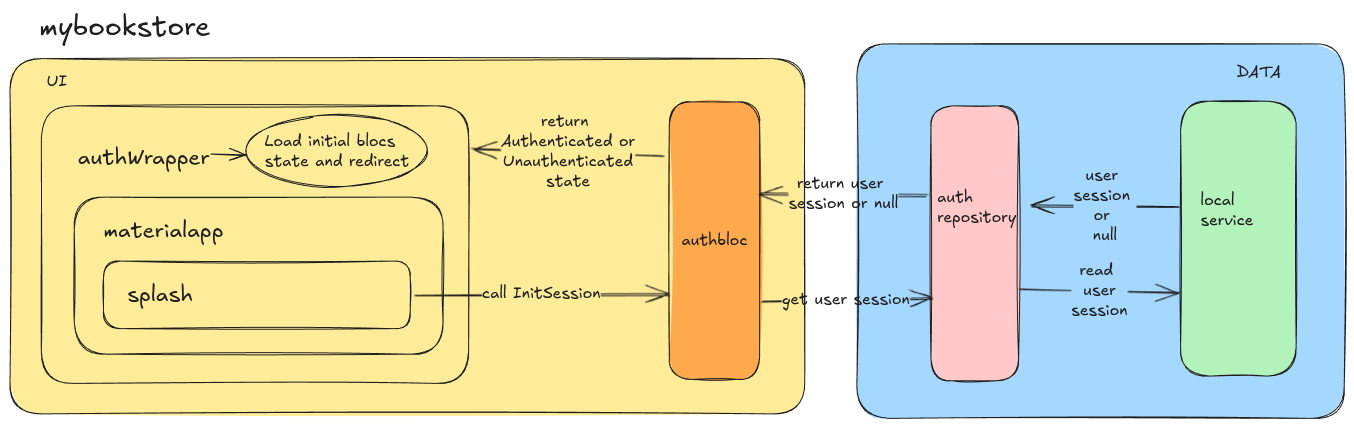 mybookstore
UI
authWrapper
Load initial blocs
state and redirect
materialapp
splash
return
Authenticated or
Unauthenticated
state
call InitSession
authbloc
return user
session or null
get user session
DATA
auth
repository
user
session
or
null
read
user
session
local
service